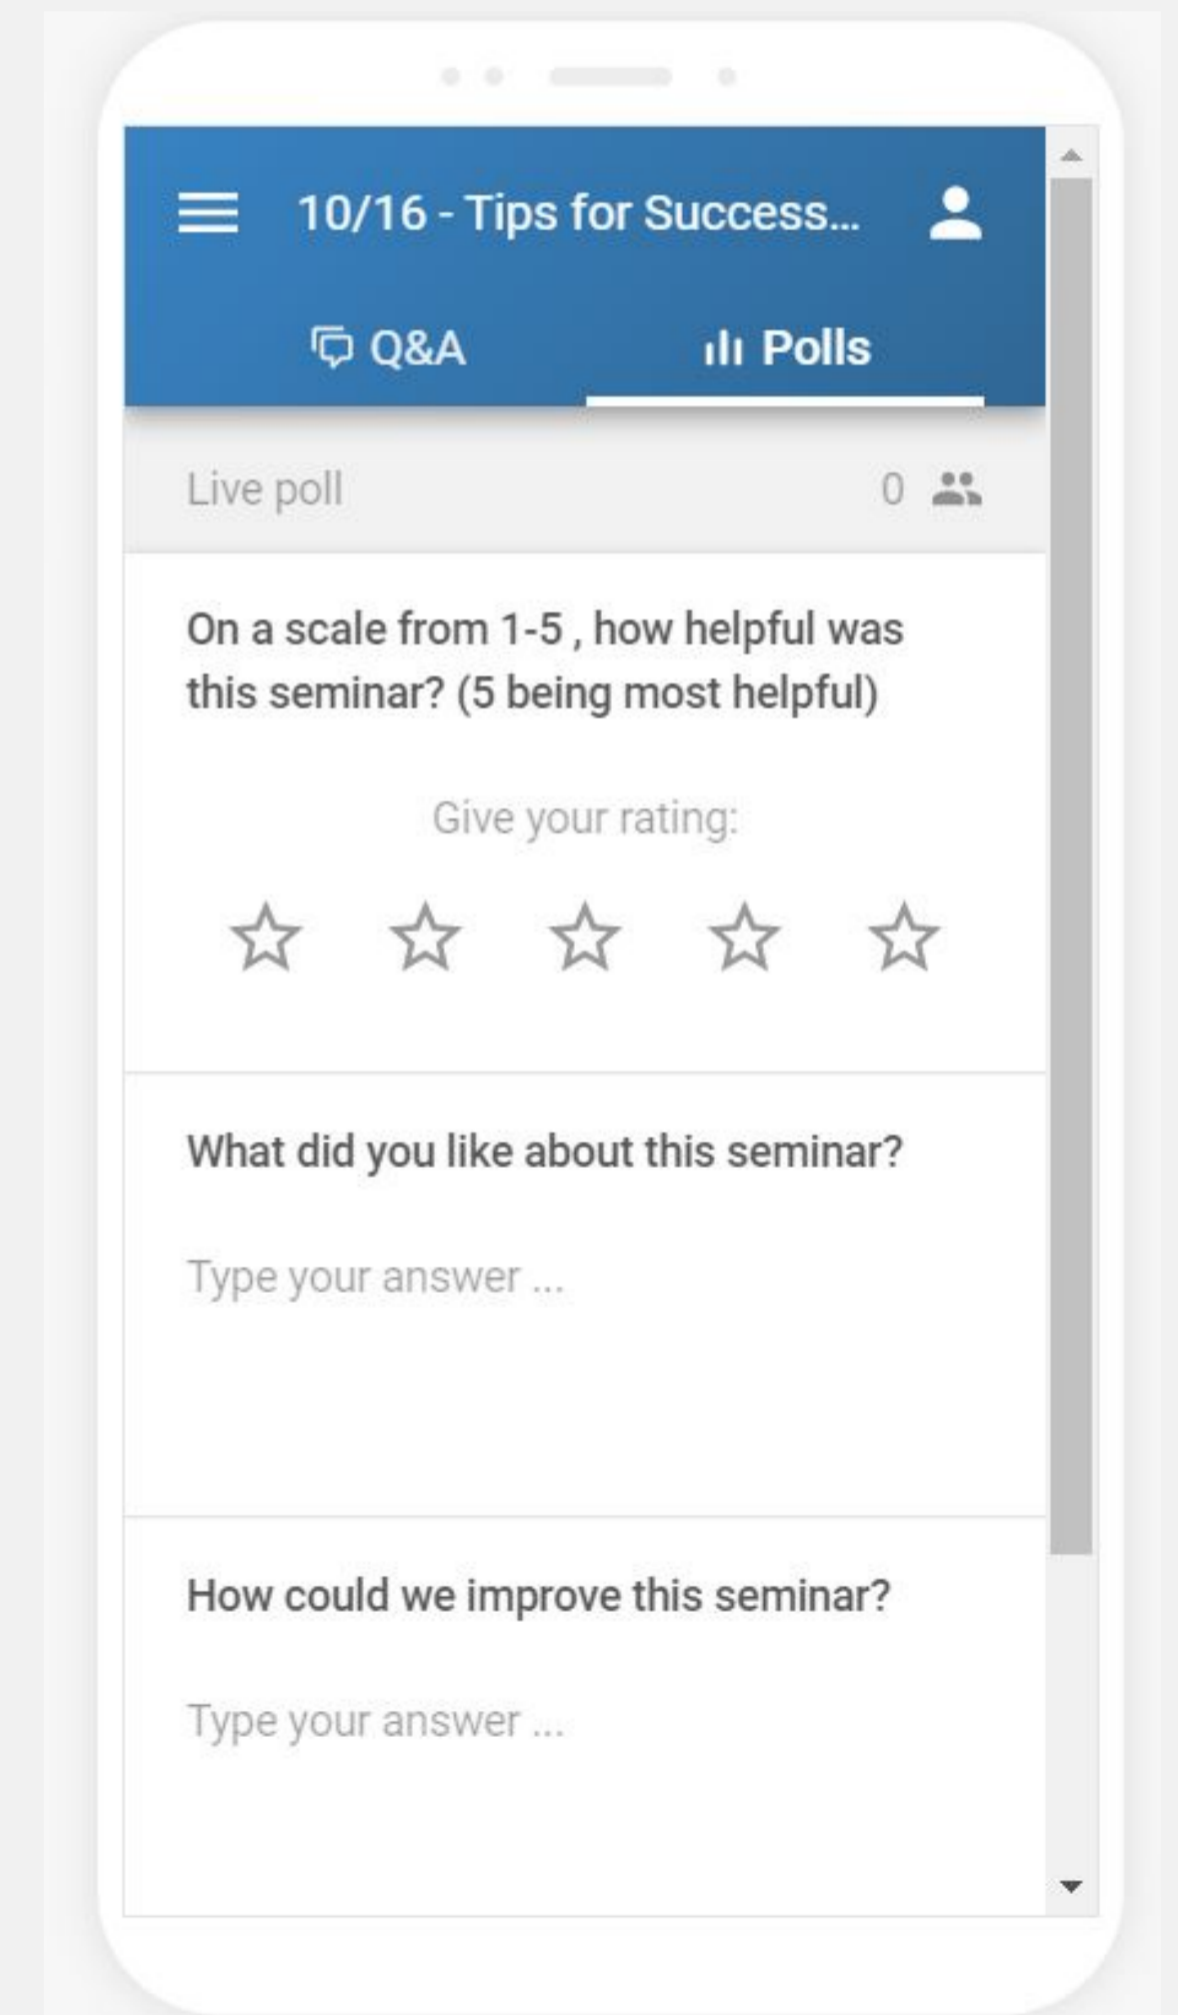 10/16 - Tips for Success...
Q&A
Polls
Live poll
0
On a scale from 1-5 , how helpful was
this seminar? (5 being most helpful)
Give your rating:
What did you like about this seminar?
Type your answer ...
How could we improve this seminar?
Type your answer ...